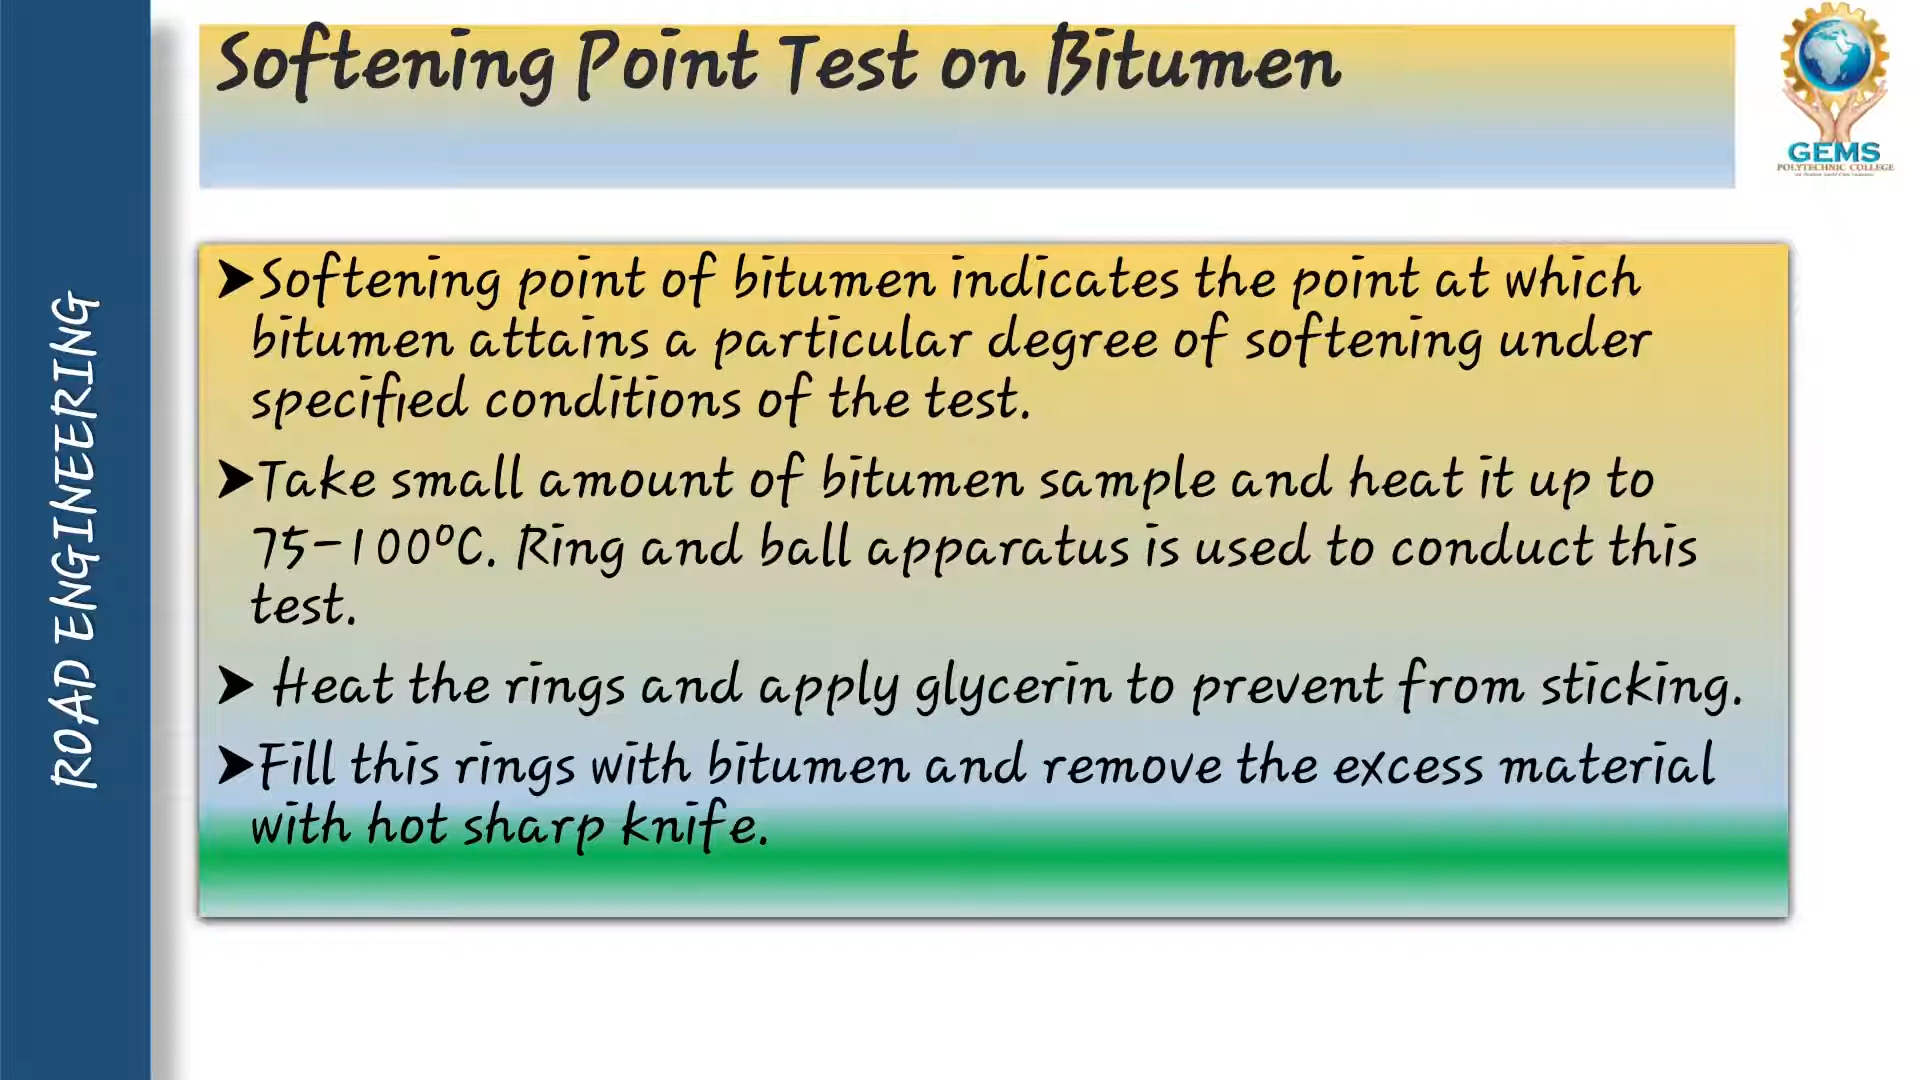 Softening Point Test on Bitumen
GEMS
POLYTECHNIC COLLEGE
ROAD ENGINEERING
➤Softening point of bitumen indicates the point at which
bitumen attains a particular degree of softening under
specified conditions of the test.
➤Take small amount of bitumen sample and heat it up to
75–100⁰C. Ring and ball apparatus is used to conduct this
test.
➤ Heat the rings and apply glycerin to prevent from sticking.
➤Fill this rings with bitumen and remove the excess material
with hot sharp knife.